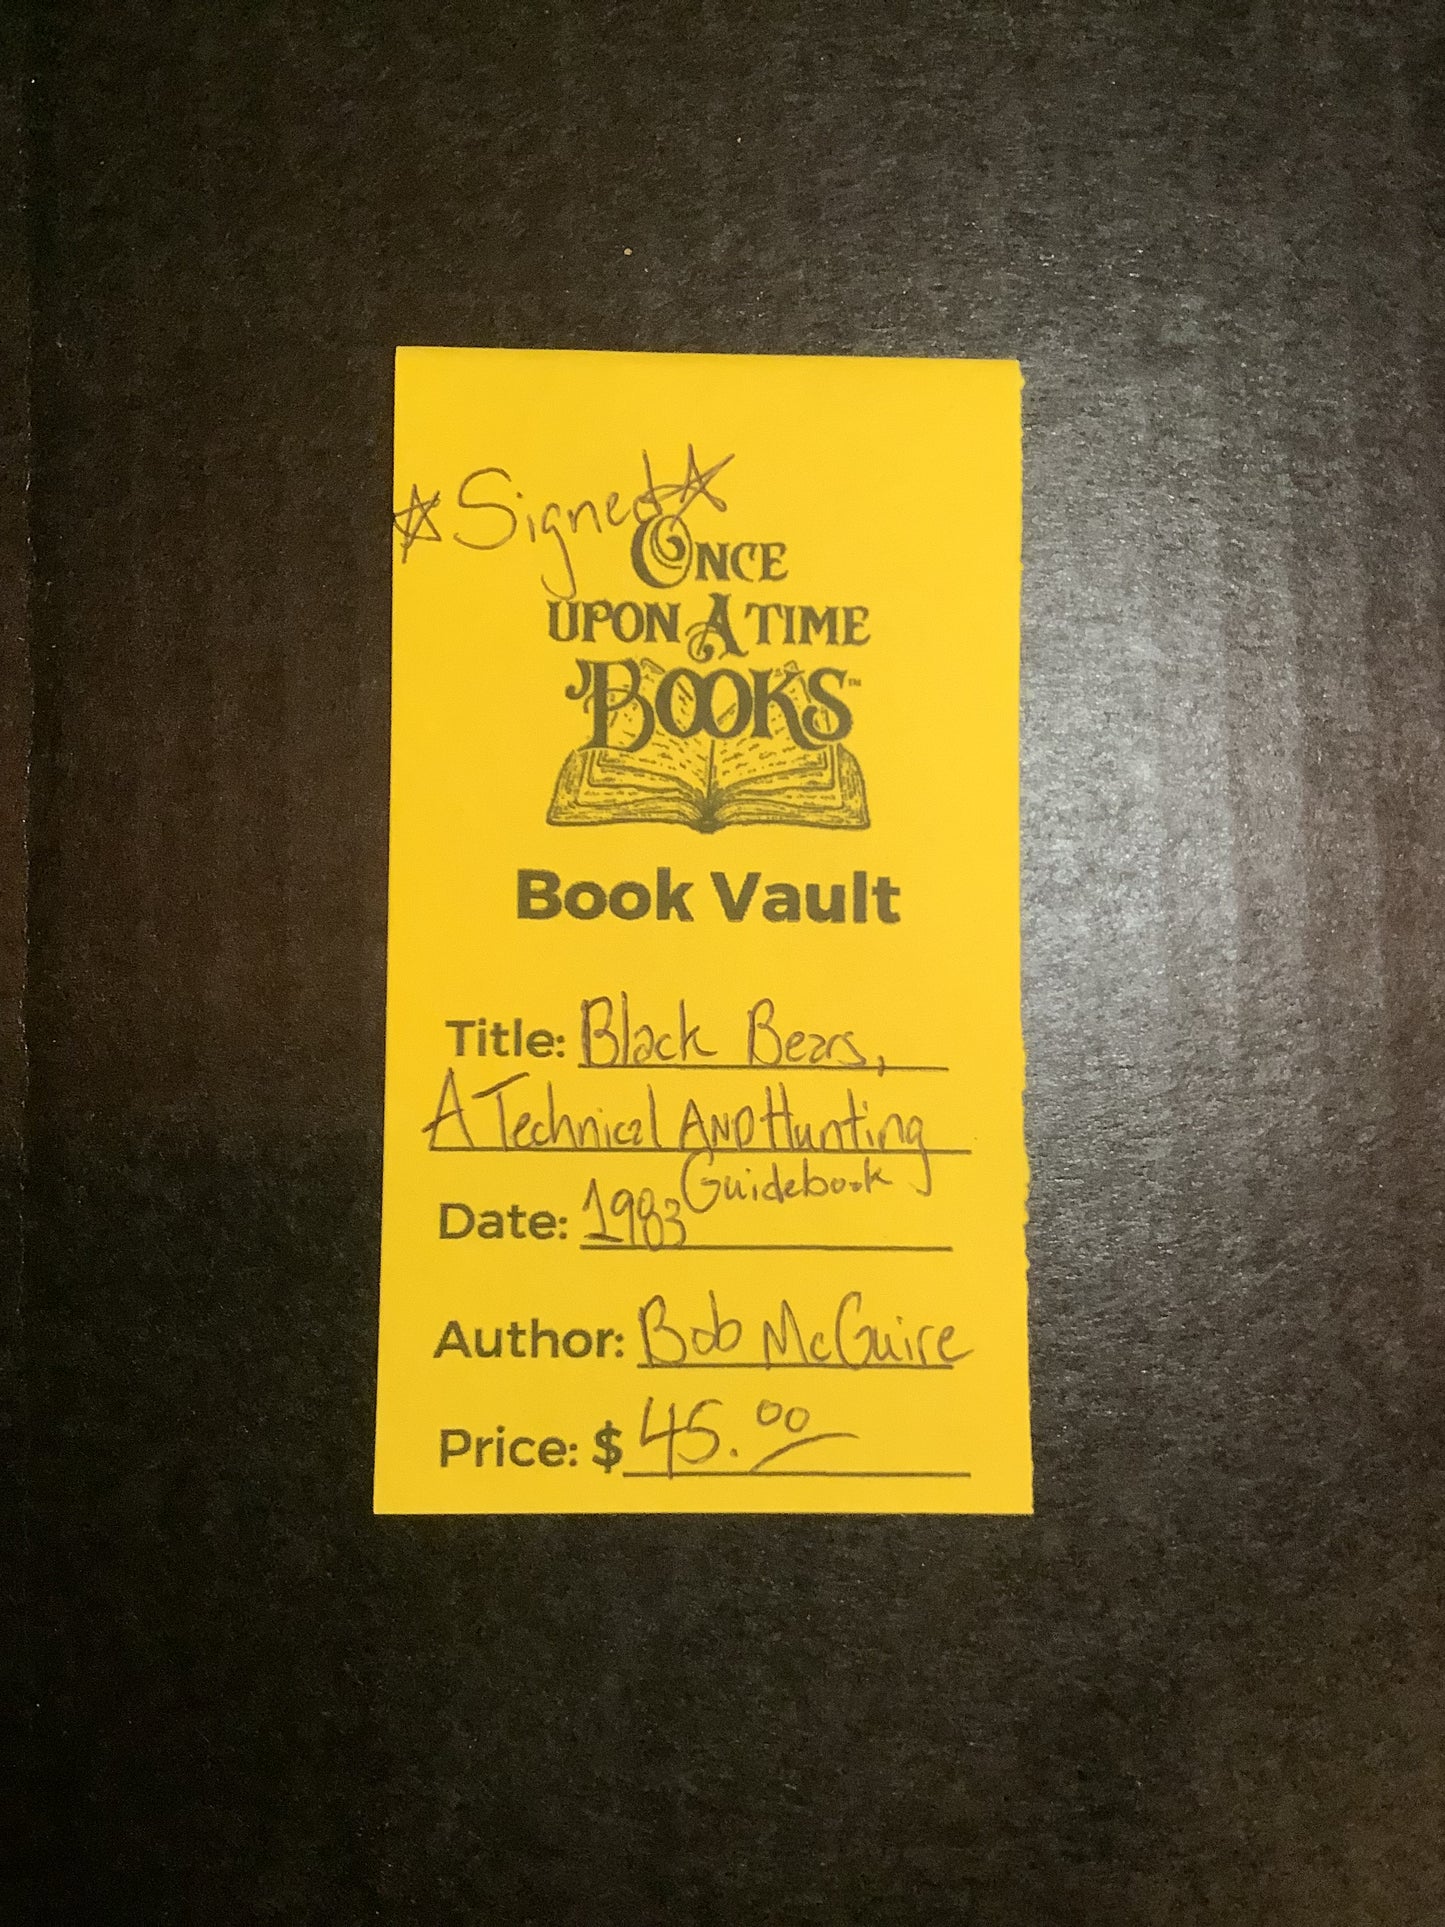 ☆Signed☆
ONCE
UPON A TIME
BOOKS™
Book Vault
Title: Black Bears,
A Technical AND Hunting
Guidebook
Date: 1983
Author: Bob McGuire
Price: $ 45.00